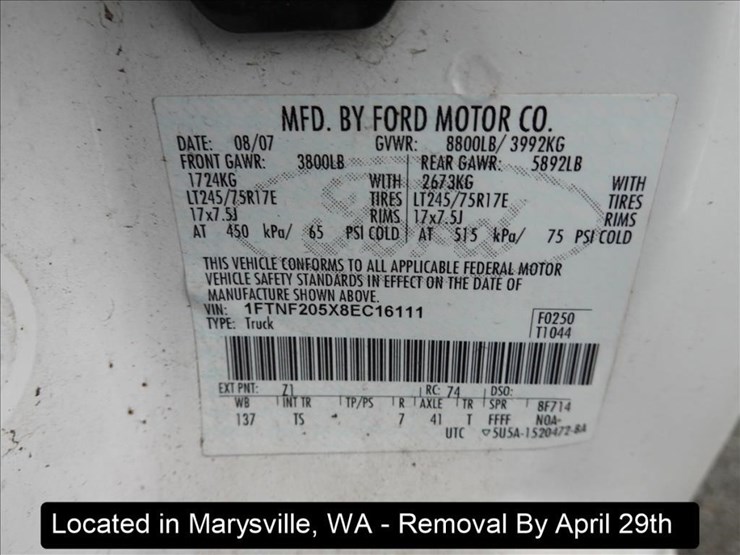 MFD. BY FORD MOTOR CO.
DATE: 08/07 GVWR: 8800LB/ 3992KG
FRONT GAWR: 3800LB REAR GAWR: 5892LB
1724KG WITH 2673KG WITH
LT245/75R17E TIRES LT245/75R17E TIRES
17x7.5J RIMS 17x7.5J RIMS
AT 450 kPa/ 65 PSI COLD AT 515 kPa/ 75 PSI COLD
THIS VEHICLE CONFORMS TO ALL APPLICABLE FEDERAL MOTOR
VEHICLE SAFETY STANDARDS IN EFFECT ON THE DATE OF
MANUFACTURE SHOWN ABOVE.
VIN: 1FTNF205X8EC16111 F0250
TYPE: Truck T1044
EXT PNT: Z1 RC: 74 DSO:
WB INT TR TP/PS R AXLE TR SPR 8F714
137 TS 7 41 T FFFF NOA-
UTC ▽5U5A-1520472-BA
Located in Marysville, WA - Removal By April 29th